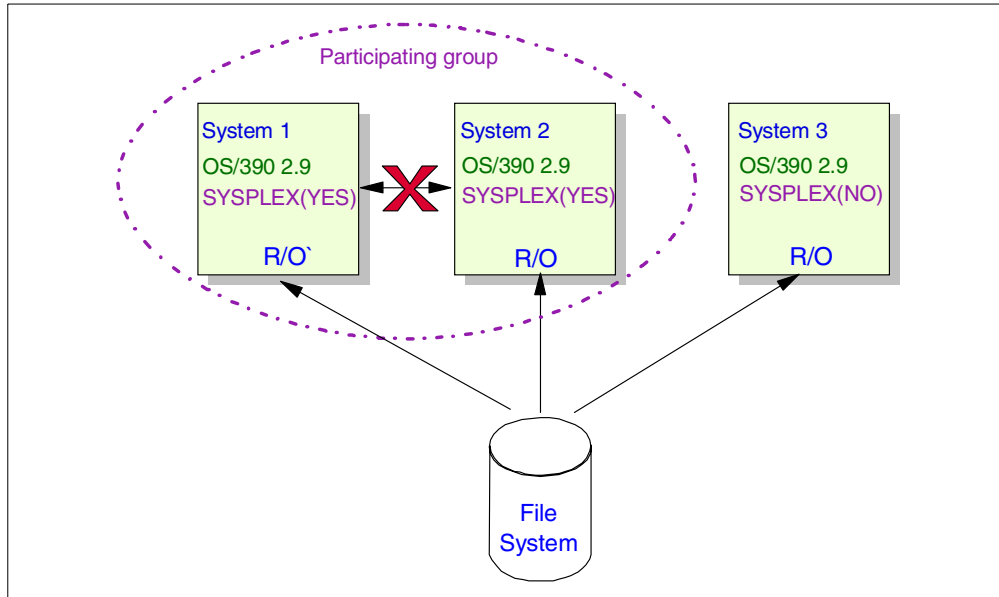 Participating group
System 1
OS/390 2.9
SYSPLEX(YES)
R/O`
System 2
OS/390 2.9
SYSPLEX(YES)
R/O
System 3
OS/390 2.9
SYSPLEX(NO)
R/O
File
System